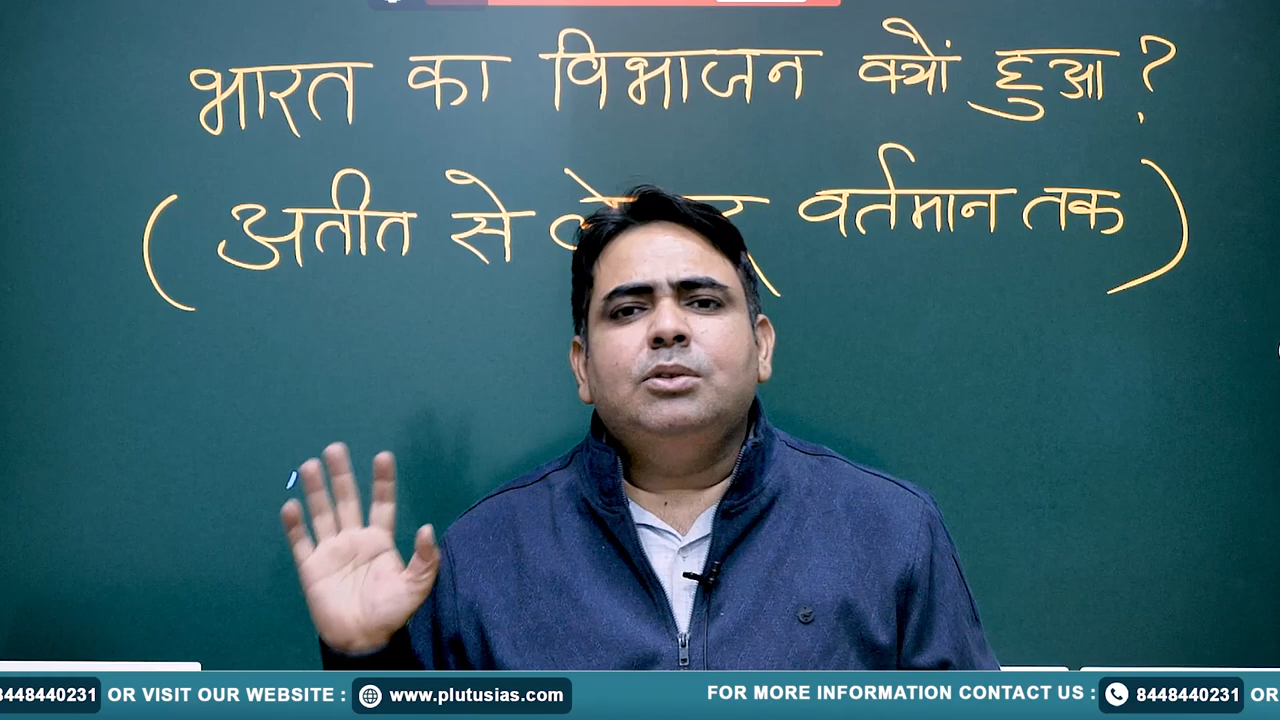 भारत का विभाजन क्यों हुआ ?
( अतीत से वर्तमान तक )
8448440231 OR VISIT OUR WEBSITE : www.plutusias.com FOR MORE INFORMATION CONTACT US : 8448440231 OR